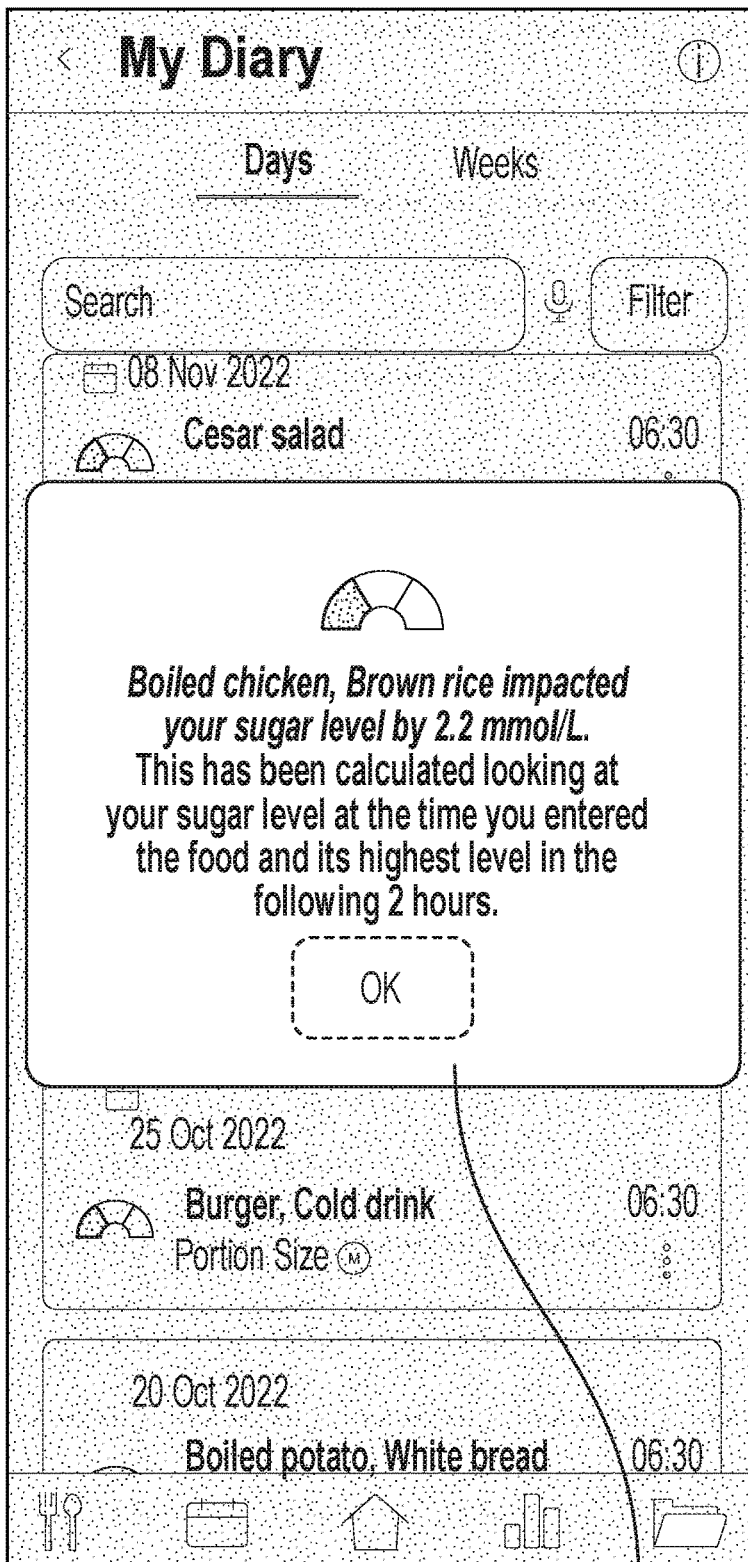 < My Diary i
Days Weeks
Search Filter
08 Nov 2022
Cesar salad 06:30
Boiled chicken, Brown rice impacted
your sugar level by 2.2 mmol/L.
This has been calculated looking at
your sugar level at the time you entered
the food and its highest level in the
following 2 hours.
OK
25 Oct 2022
Burger, Cold drink 06:30
Portion Size M
20 Oct 2022
Boiled potato, White bread 06:30